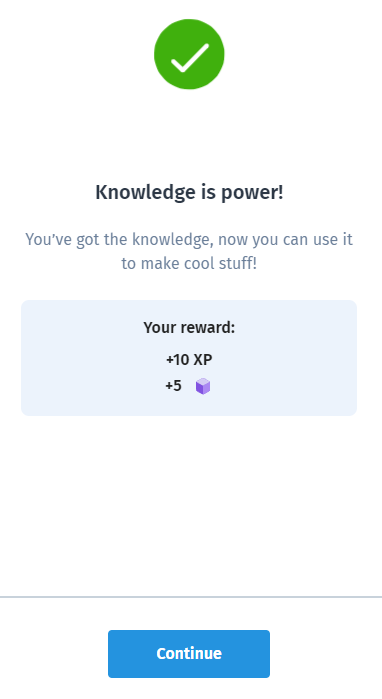 Knowledge is power!
You’ve got the knowledge, now you can use it
to make cool stuff!
Your reward:
+10 XP
+5
Continue